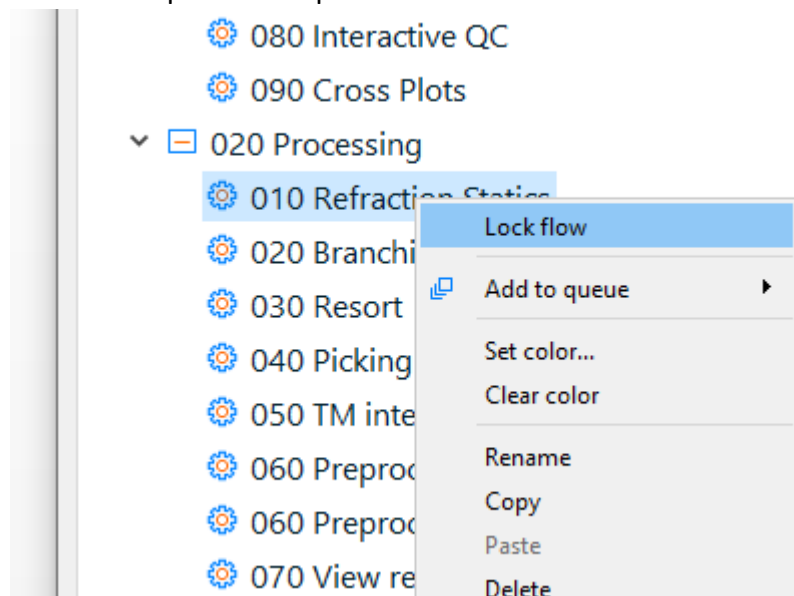 080 Interactive QC
090 Cross Plots
020 Processing
010 Refraction Statics
Lock flow
020 Branchi
Add to queue
030 Resort
Set color...
040 Picking
Clear color
050 TM inte
Rename
060 Preproc
Copy
060 Preproc
Paste
070 View re
Delete